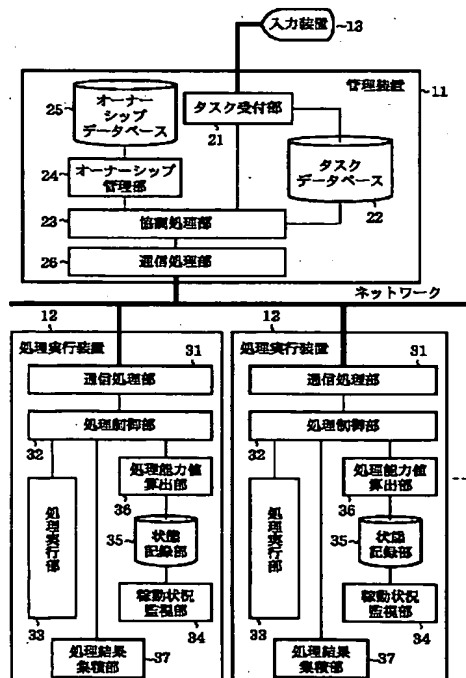 入力装置
13
管理装置
11
25
オーナー
シップ
データベース
タスク受付部
21
24
オーナーシップ
管理部
タスク
データベース
22
23
協調処理部
26
通信処理部
ネットワーク
12
処理実行装置
31
通信処理部
処理制御部
32
処理能力値
算出部
36
処理実行部
33
35
状態
記録部
稼動状況
監視部
34
処理結果
集積部
37
12
処理実行装置
31
通信処理部
処理制御部
32
処理能力値
算出部
36
処理実行部
33
35
状態
記録部
稼動状況
監視部
34
処理結果
集積部
37